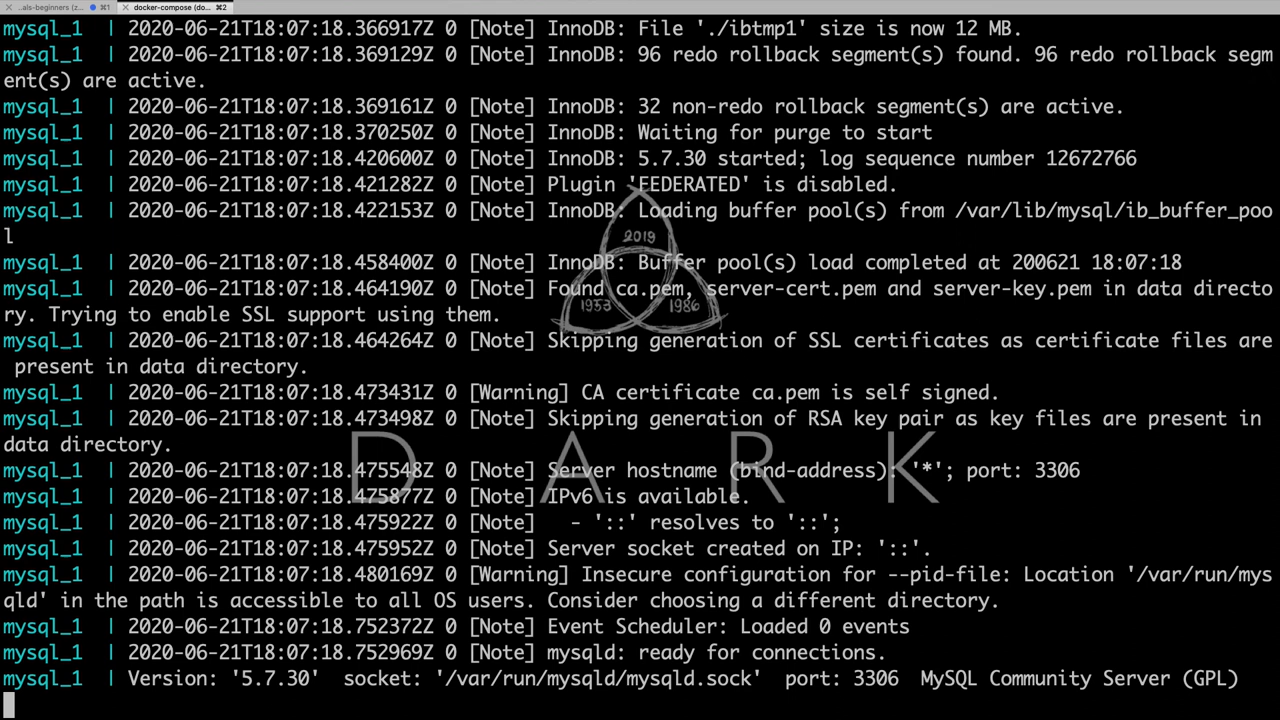 ..als-beginners (z... ⌘1 docker-compose (do... ⌘2
mysql_1 | 2020-06-21T18:07:18.366917Z 0 [Note] InnoDB: File './ibtmp1' size is now 12 MB.
mysql_1 | 2020-06-21T18:07:18.369129Z 0 [Note] InnoDB: 96 redo rollback segment(s) found. 96 redo rollback segm
ent(s) are active.
mysql_1 | 2020-06-21T18:07:18.369161Z 0 [Note] InnoDB: 32 non-redo rollback segment(s) are active.
mysql_1 | 2020-06-21T18:07:18.370250Z 0 [Note] InnoDB: Waiting for purge to start
mysql_1 | 2020-06-21T18:07:18.420600Z 0 [Note] InnoDB: 5.7.30 started; log sequence number 12672766
mysql_1 | 2020-06-21T18:07:18.421282Z 0 [Note] Plugin 'FEDERATED' is disabled.
mysql_1 | 2020-06-21T18:07:18.422153Z 0 [Note] InnoDB: Loading buffer pool(s) from /var/lib/mysql/ib_buffer_poo
l
2019
mysql_1 | 2020-06-21T18:07:18.458400Z 0 [Note] InnoDB: Buffer pool(s) load completed at 200621 18:07:18
mysql_1 | 2020-06-21T18:07:18.464190Z 0 [Note] Found ca.pem, server-cert.pem and server-key.pem in data directo
1953 1986
ry. Trying to enable SSL support using them.
mysql_1 | 2020-06-21T18:07:18.464264Z 0 [Note] Skipping generation of SSL certificates as certificate files are
present in data directory.
mysql_1 | 2020-06-21T18:07:18.473431Z 0 [Warning] CA certificate ca.pem is self signed.
mysql_1 | 2020-06-21T18:07:18.473498Z 0 [Note] Skipping generation of RSA key pair as key files are present in
data directory.
DARK
mysql_1 | 2020-06-21T18:07:18.475548Z 0 [Note] Server hostname (bind-address): '*'; port: 3306
mysql_1 | 2020-06-21T18:07:18.475877Z 0 [Note] IPv6 is available.
mysql_1 | 2020-06-21T18:07:18.475922Z 0 [Note]   - '::' resolves to '::';
mysql_1 | 2020-06-21T18:07:18.475952Z 0 [Note] Server socket created on IP: '::'.
mysql_1 | 2020-06-21T18:07:18.480169Z 0 [Warning] Insecure configuration for --pid-file: Location '/var/run/mys
qld' in the path is accessible to all OS users. Consider choosing a different directory.
mysql_1 | 2020-06-21T18:07:18.752372Z 0 [Note] Event Scheduler: Loaded 0 events
mysql_1 | 2020-06-21T18:07:18.752969Z 0 [Note] mysqld: ready for connections.
mysql_1 | Version: '5.7.30'  socket: '/var/run/mysqld/mysqld.sock'  port: 3306  MySQL Community Server (GPL)